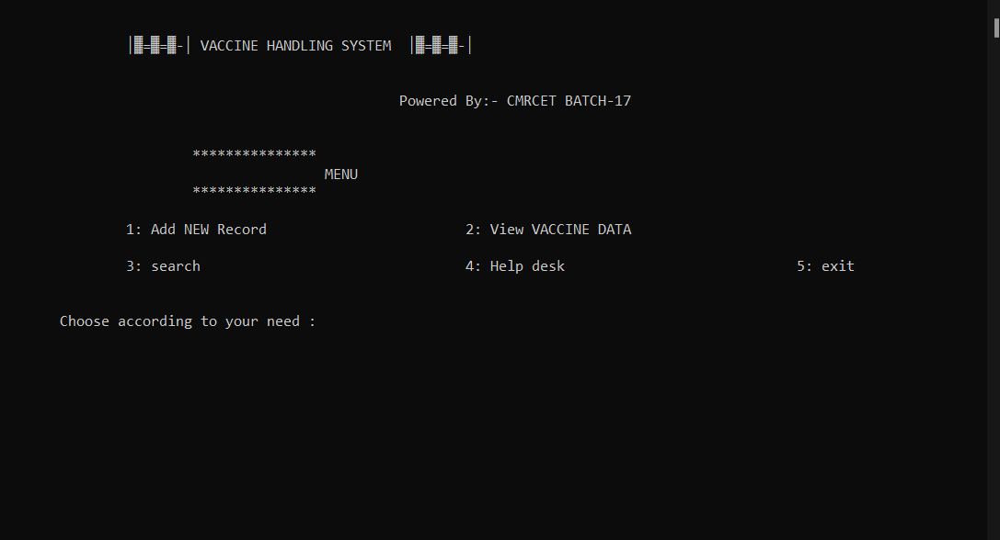 |▓=▓=▓-| VACCINE HANDLING SYSTEM |▓=▓=▓-|
Powered By:- CMRCET BATCH-17
***************
MENU
***************
1: Add NEW Record 2: View VACCINE DATA
3: search 4: Help desk 5: exit
Choose according to your need :